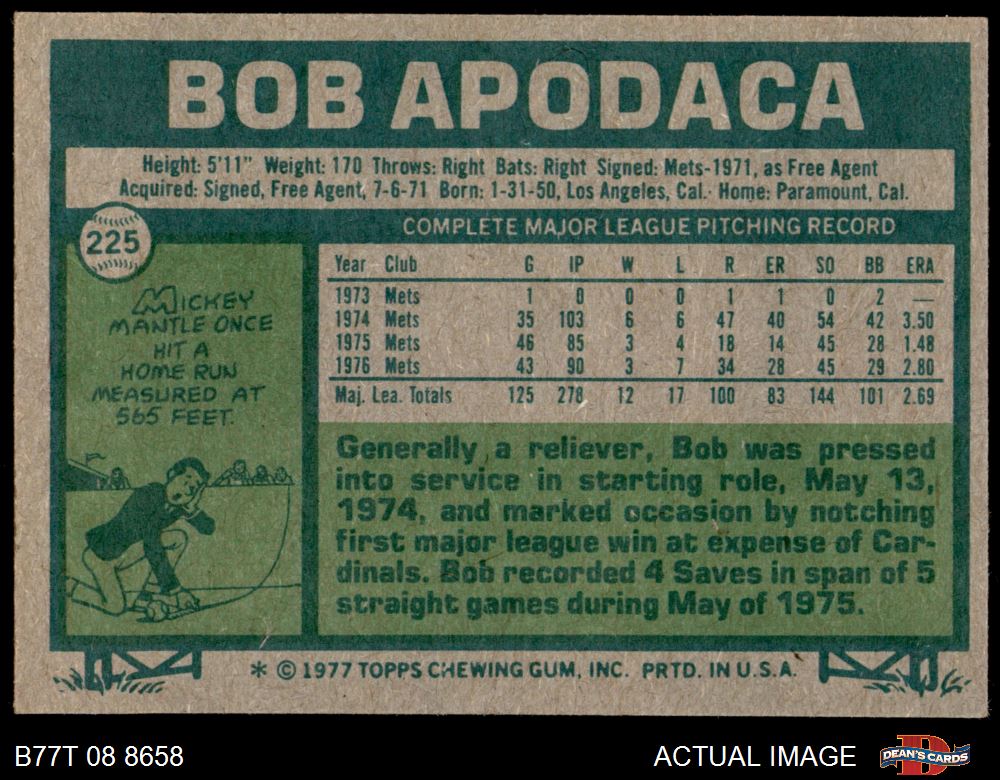 BOB APODACA
Height: 5'11" Weight: 170 Throws: Right Bats: Right Signed: Mets-1971, as Free Agent
Acquired: Signed, Free Agent, 7-6-71 Born: 1-31-50, Los Angeles, Cal. Home: Paramount, Cal.
225
MICKEY
MANTLE ONCE
HIT A
HOME RUN
MEASURED AT
565 FEET.
COMPLETE MAJOR LEAGUE PITCHING RECORD
Year Club G IP W L R ER SO BB ERA
1973 Mets 1 0 0 0 1 1 0 2 —
1974 Mets 35 103 6 6 47 40 54 42 3.50
1975 Mets 46 85 3 4 18 14 45 28 1.48
1976 Mets 43 90 3 7 34 28 45 29 2.80
Maj. Lea. Totals 125 278 12 17 100 83 144 101 2.69
Generally a reliever, Bob was pressed
into service in starting role, May 13,
1974, and marked occasion by notching
first major league win at expense of Car-
dinals. Bob recorded 4 Saves in span of 5
straight games during May of 1975.
* © 1977 TOPPS CHEWING GUM, INC. PRTD. IN U.S.A.
B77T 08 8658
ACTUAL IMAGE
DEAN'S CARDS